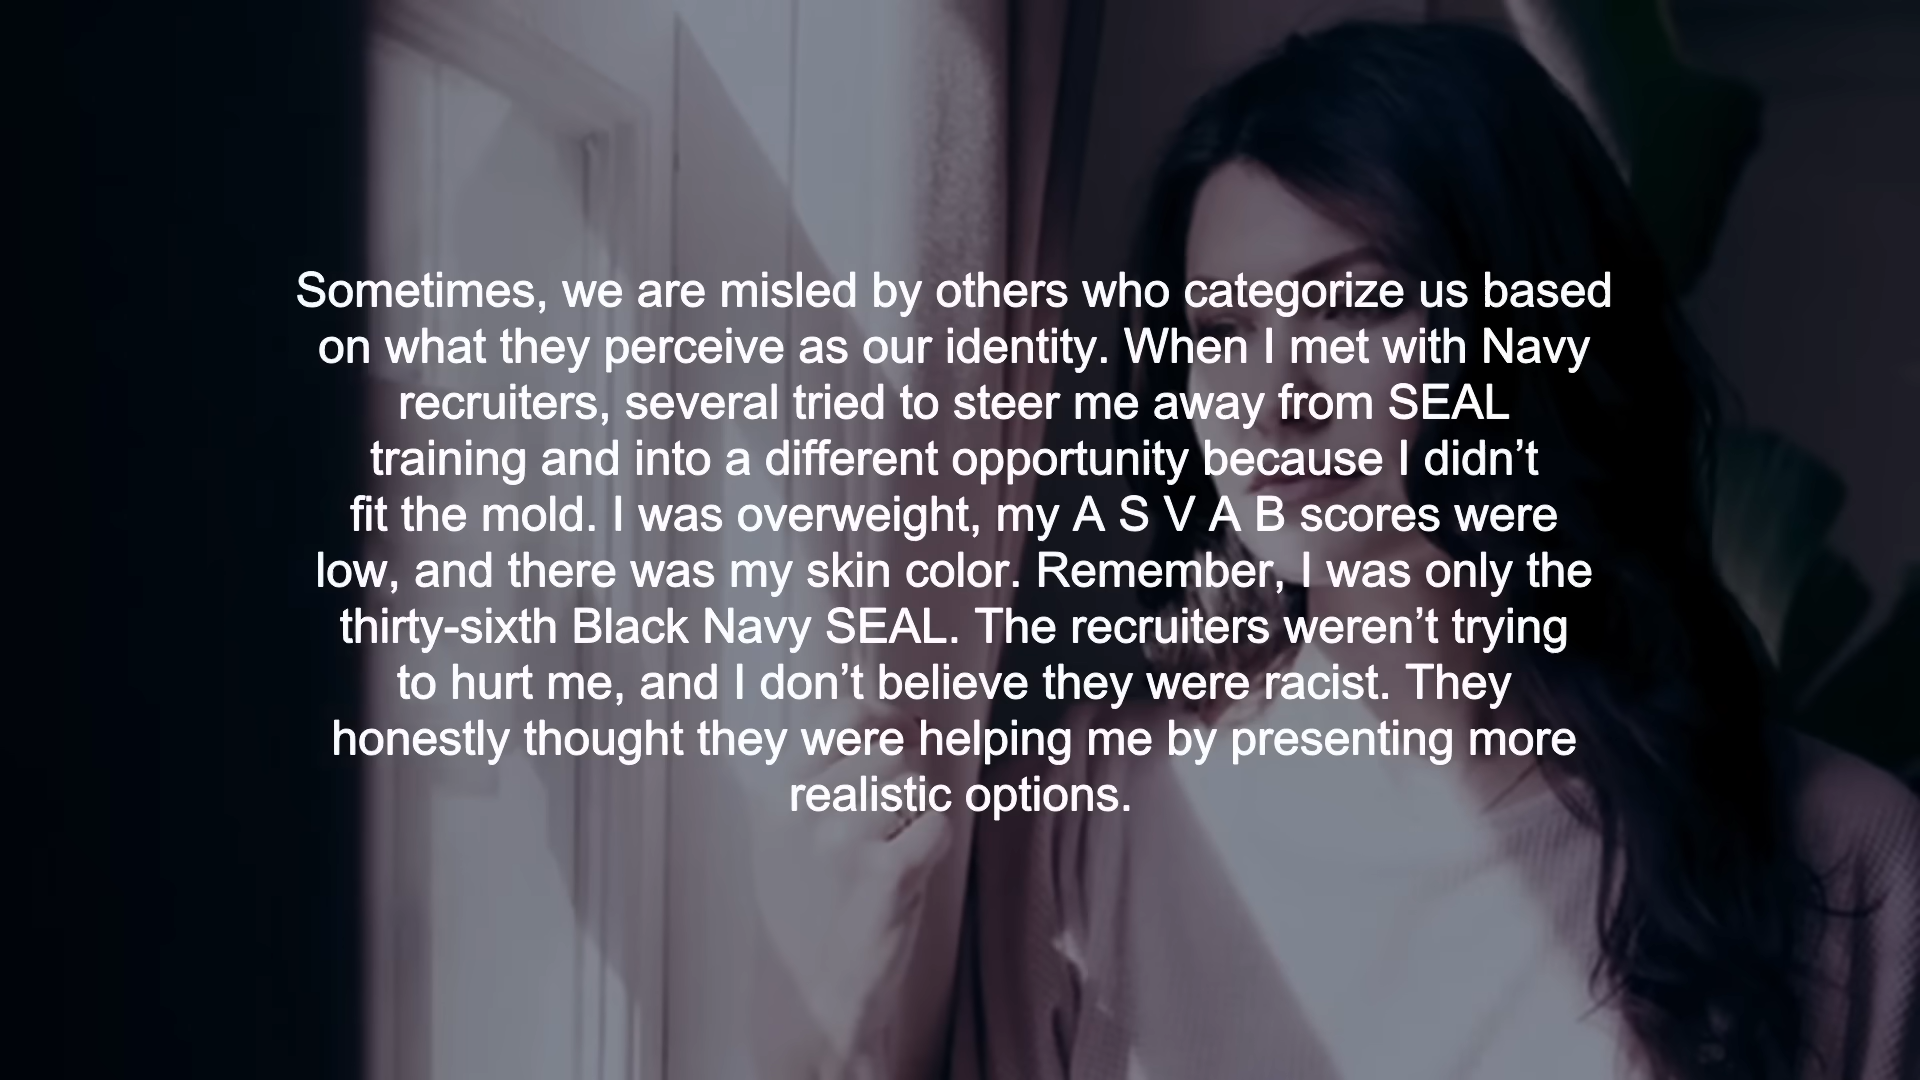 Sometimes, we are misled by others who categorize us based
on what they perceive as our identity. When I met with Navy
recruiters, several tried to steer me away from SEAL
training and into a different opportunity because I didn’t
fit the mold. I was overweight, my A S V A B scores were
low, and there was my skin color. Remember, I was only the
thirty-sixth Black Navy SEAL. The recruiters weren’t trying
to hurt me, and I don’t believe they were racist. They
honestly thought they were helping me by presenting more
realistic options.